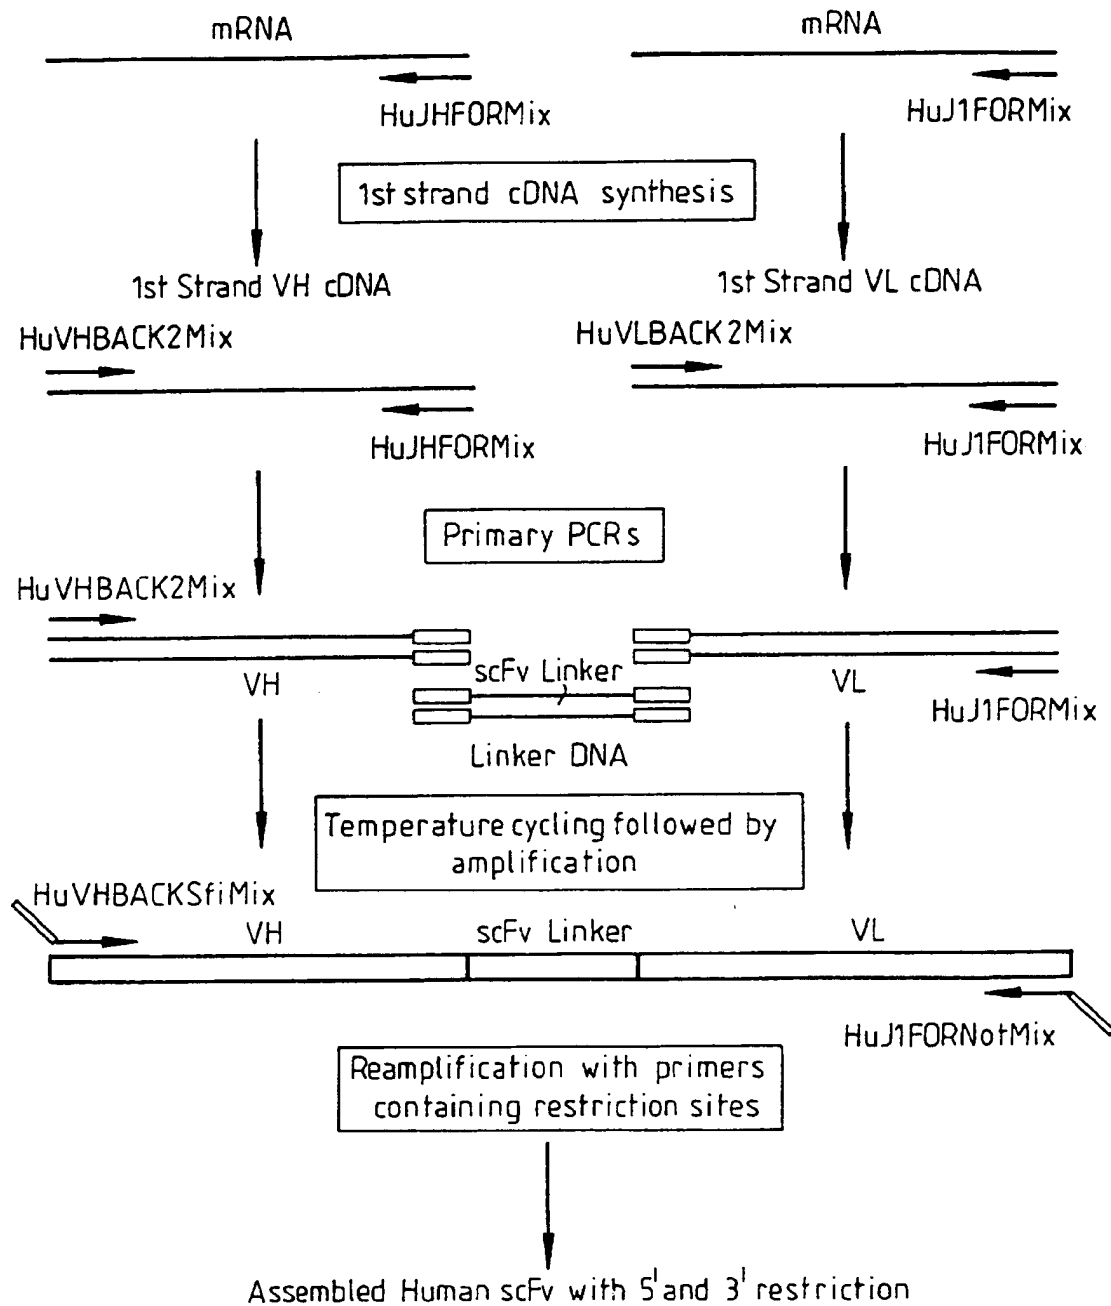 mRNA
mRNA
HuJHFORMix
HuJ1FORMix
1st strand cDNA synthesis
1st Strand VH cDNA
1st Strand VL cDNA
HuVHBACK2Mix
HuVLBACK2Mix
HuJHFORMix
HuJ1FORMix
Primary PCRs
HuVHBACK2Mix
scFv Linker
VH
VL
HuJ1FORMix
Linker DNA
Temperature cycling followed by
amplification
HuVHBACKSfiMix
VH
scFv Linker
VL
HuJ1FORNotMix
Reamplification with primers
containing restriction sites
Assembled Human scFv with 5' and 3' restriction